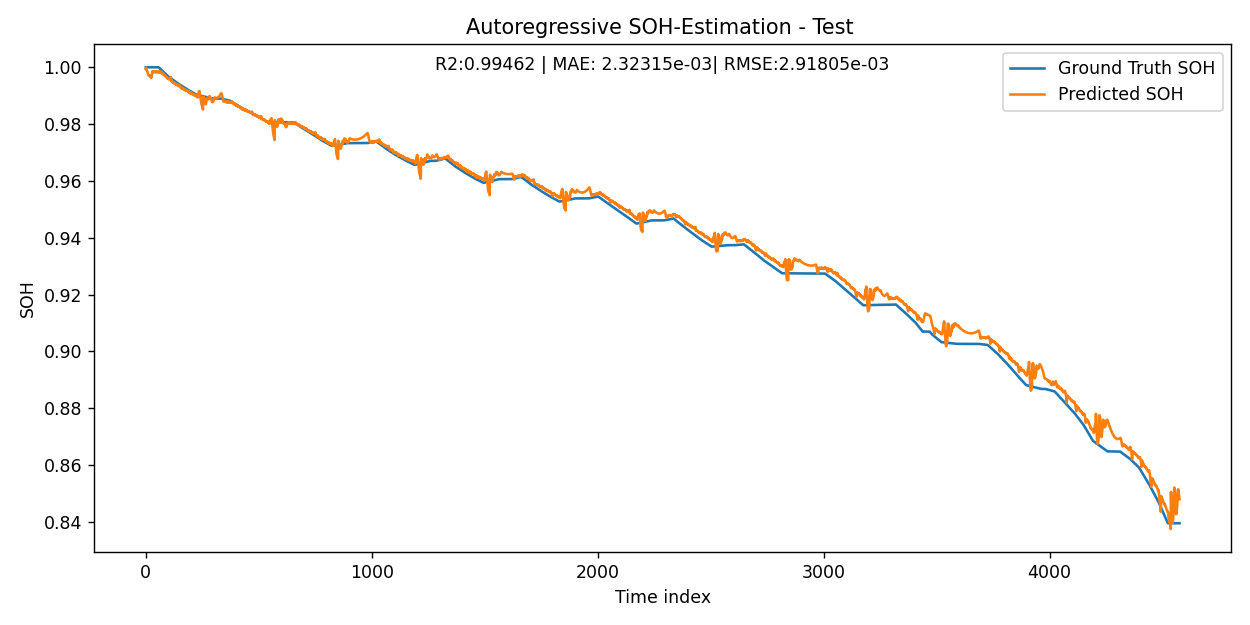 Autoregressive SOH-Estimation - Test
R2:0.99462 | MAE: 2.32315e-03| RMSE:2.91805e-03
Ground Truth SOH
Predicted SOH
1.00
0.98
0.96
0.94
0.92
0.90
0.88
0.86
0.84
SOH
0 1000 2000 3000 4000
Time index